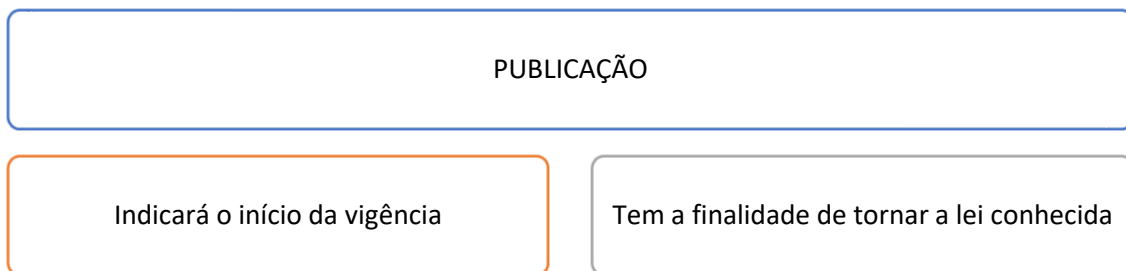 PUBLICAÇÃO
Indicará o início da vigência
Tem a finalidade de tornar a lei conhecida